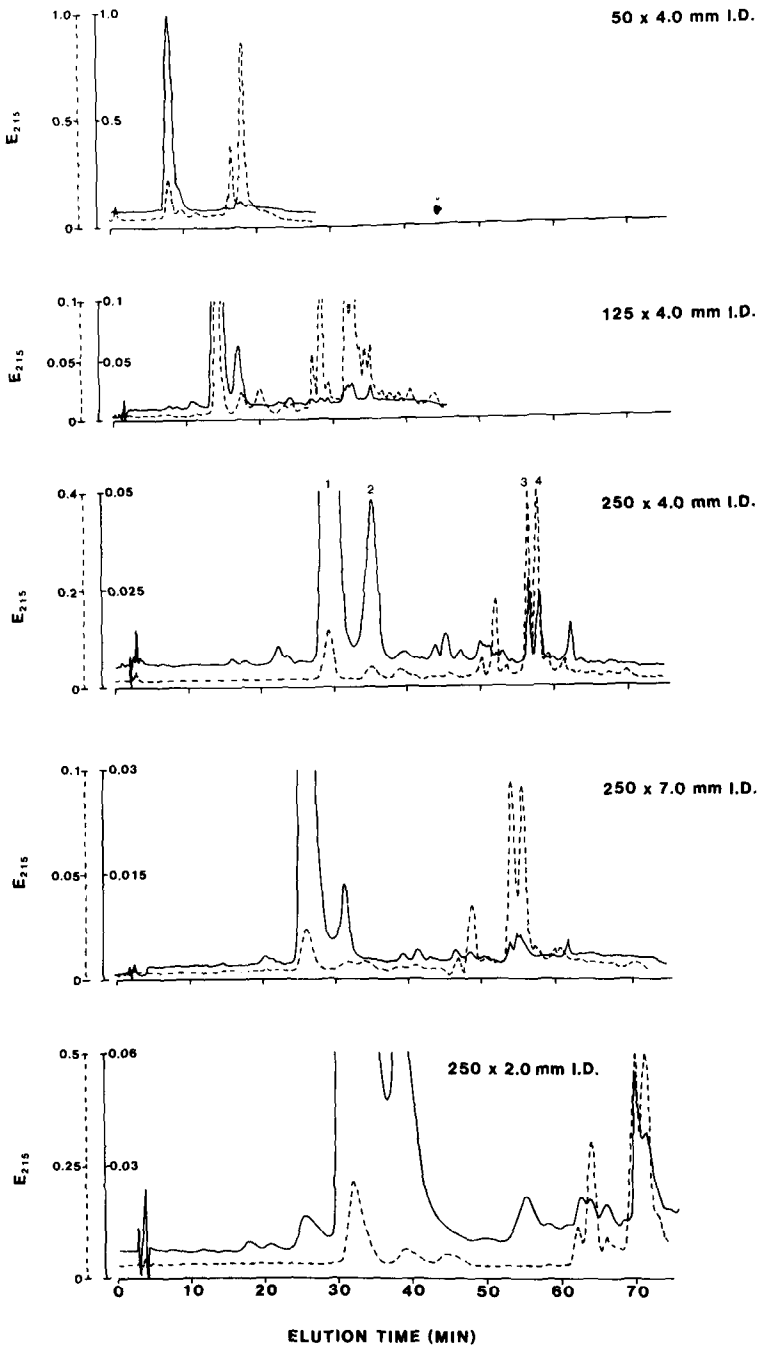 50 x 4.0 mm I.D.
1.0 1.0
0.5 0.5
0
E215
125 x 4.0 mm I.D.
0.1 0.1
0.05 0.05
0
E215
250 x 4.0 mm I.D.
0.4 0.05
0.2 0.025
0
E215
1 2 3 4
250 x 7.0 mm I.D.
0.1 0.03
0.05 0.015
0
E215
250 x 2.0 mm I.D.
0.5 0.06
0.25 0.03
0
E215
0 10 20 30 40 50 60 70
ELUTION TIME (MIN)